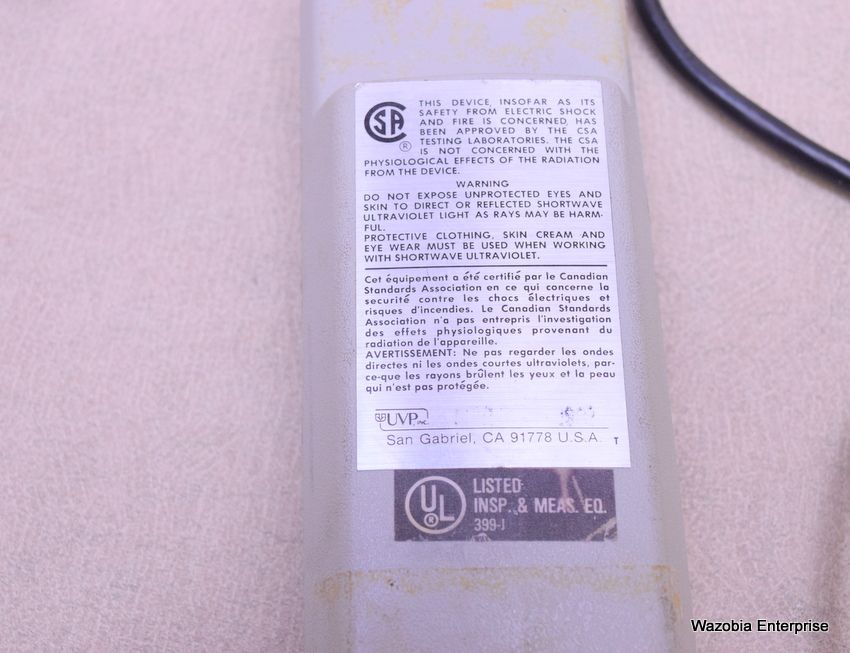 THIS DEVICE, INSOFAR AS ITS
SAFETY FROM ELECTRIC SHOCK
AND FIRE IS CONCERNED, HAS
BEEN APPROVED BY THE CSA
TESTING LABORATORIES. THE CSA
IS NOT CONCERNED WITH THE
PHYSIOLOGICAL EFFECTS OF THE RADIATION
FROM THE DEVICE.
SA
®
WARNING
DO NOT EXPOSE UNPROTECTED EYES AND
SKIN TO DIRECT OR REFLECTED SHORTWAVE
ULTRAVIOLET LIGHT AS RAYS MAY BE HARM-
FUL.
PROTECTIVE CLOTHING, SKIN CREAM AND
EYE WEAR MUST BE USED WHEN WORKING
WITH SHORTWAVE ULTRAVIOLET.
Cet équipement a été certifié par le Canadian
Standards Association en ce qui concerne la
securité contre les chocs électriques et
risques d'incendies. Le Canadian Standards
Association n'a pas entrepris l'investigation
des effets physiologiques provenant du
radiation de l'appareille.
AVERTISSEMENT: Ne pas regarder les ondes
directes ni les ondes courtes ultraviolets, par-
ce-que les rayons brûlent les yeux et la peau
qui n'est pas protégée.
UVP, INC.
San Gabriel, CA 91778 U.S.A. T
UL
®
LISTED
INSP. & MEAS. EQ.
399-J
Wazobia Enterprise